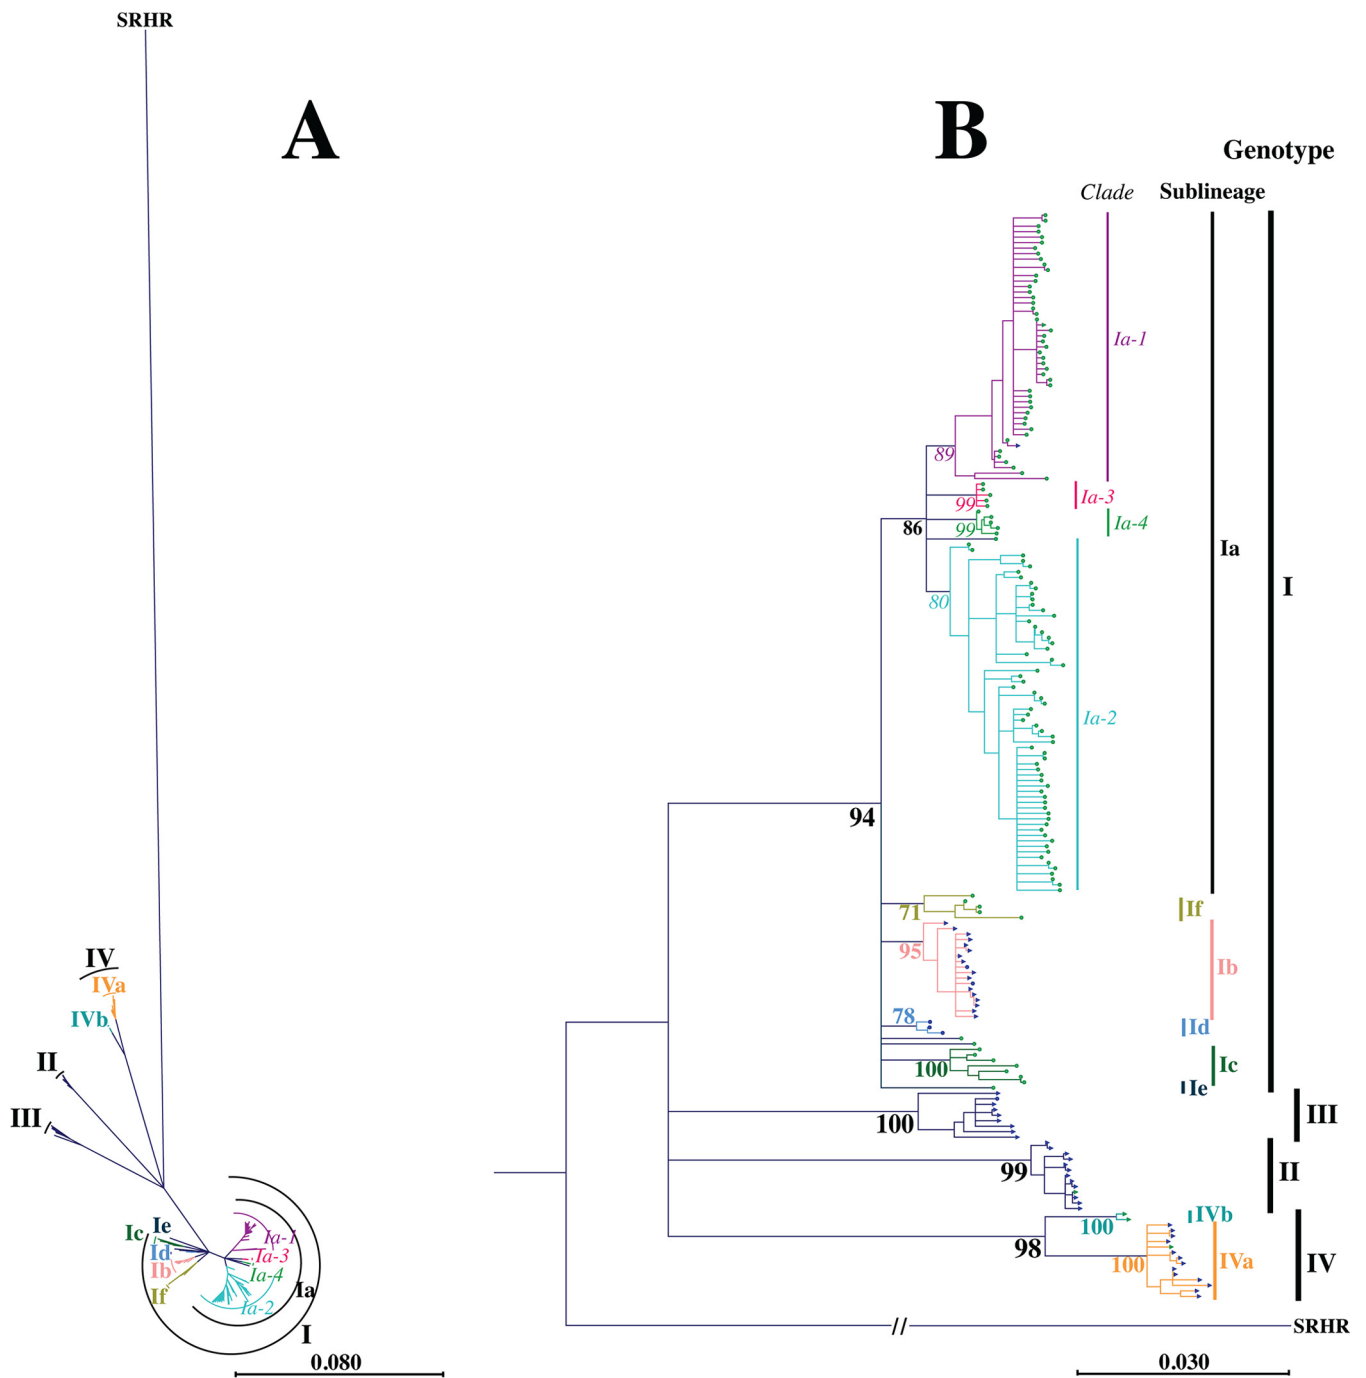 SRHR
A
B
Genotype
Clade
Sublineage
Ia-1
89
Ia-3
99
Ia-4
99
86
Ia
I
80
Ia-2
94
If
71
95
Ib
78
Id
Ic
100
Ie
III
100
II
99
IVb
100
98
100
IVa
IV
SRHR
0.030
IV
IVa
IVb
II
III
Ic
Ie
Id
Ib
If
Ia-1
Ia-3
Ia-4
Ia-2
Ia
I
0.080
//